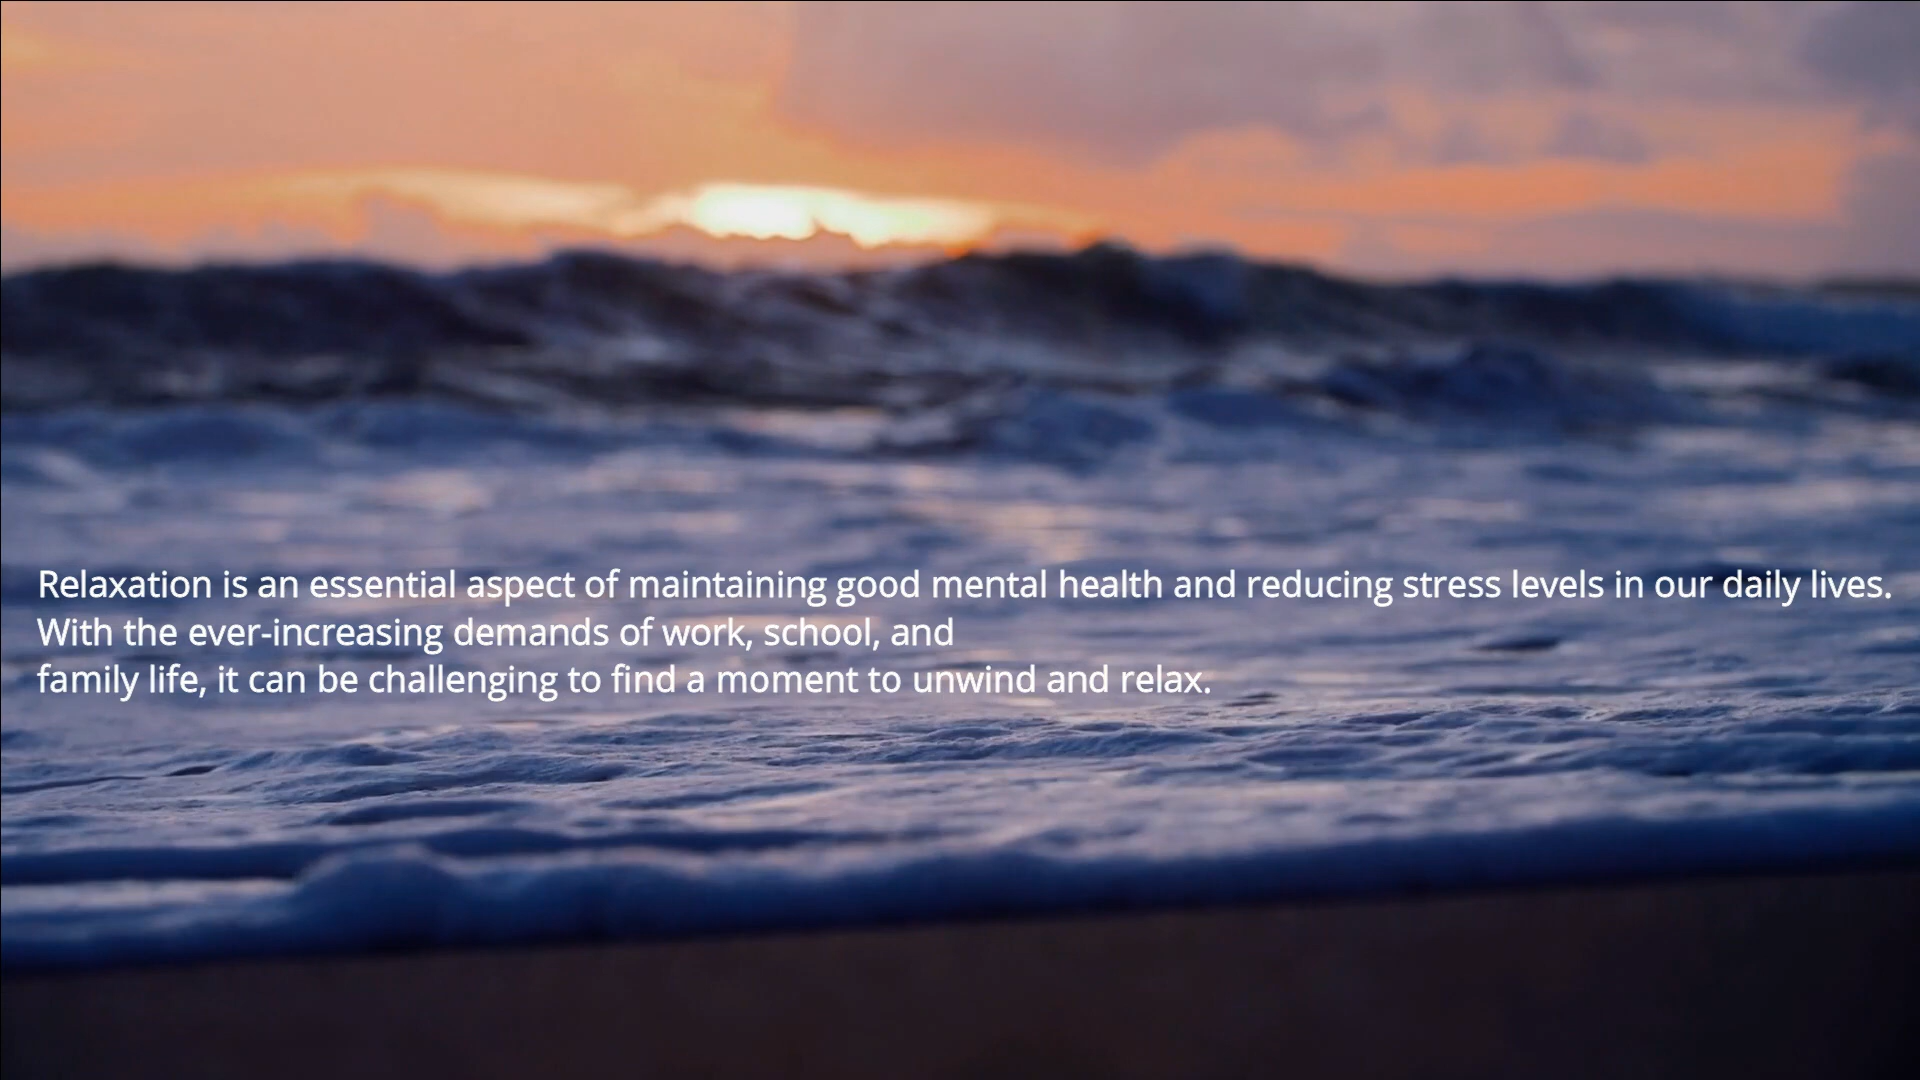 Relaxation is an essential aspect of maintaining good mental health and reducing stress levels in our daily lives.
With the ever-increasing demands of work, school, and
family life, it can be challenging to find a moment to unwind and relax.